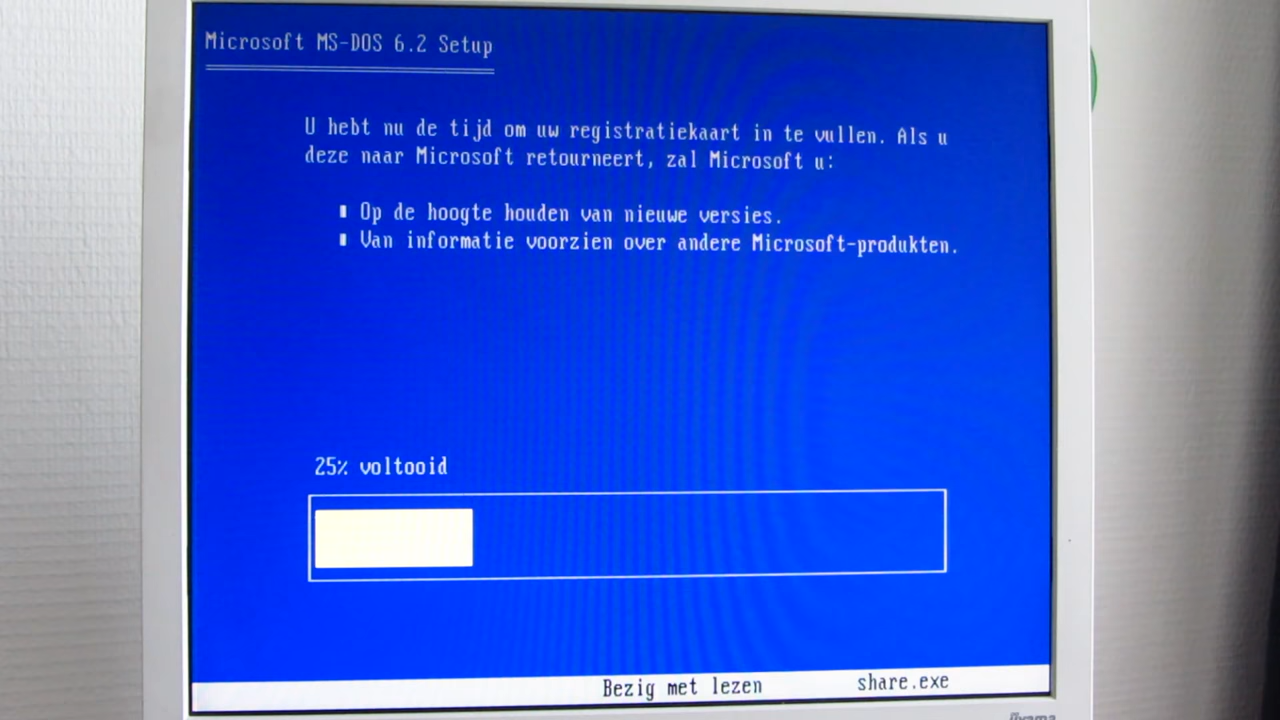 Microsoft MS-DOS 6.2 Setup
U hebt nu de tijd om uw registratiekaart in te vullen. Als u
deze naar Microsoft retourneert, zal Microsoft u:
Op de hoogte houden van nieuwe versies.
Van informatie voorzien over andere Microsoft-produkten.
25% voltooid
Bezig met lezen share.exe
iiyama